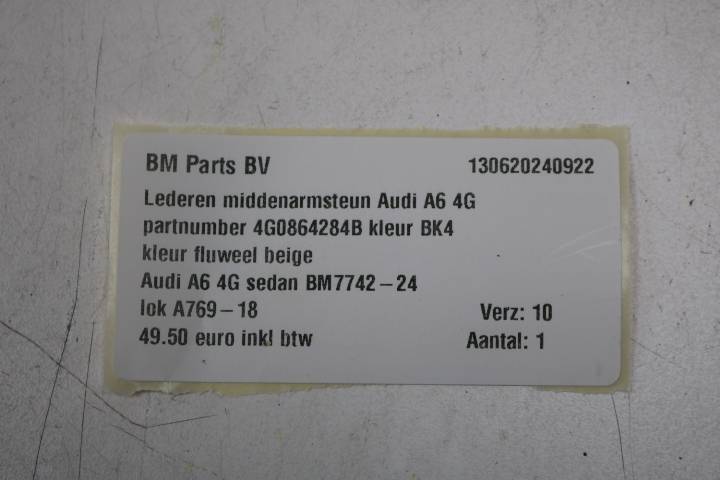 BM Parts BV 130620240922
Lederen middenarmsteun Audi A6 4G
partnumber 4G0864284B kleur BK4
kleur fluweel beige
Audi A6 4G sedan BM7742-24
lok A769-18 Verz: 10
49.50 euro inkl btw Aantal: 1